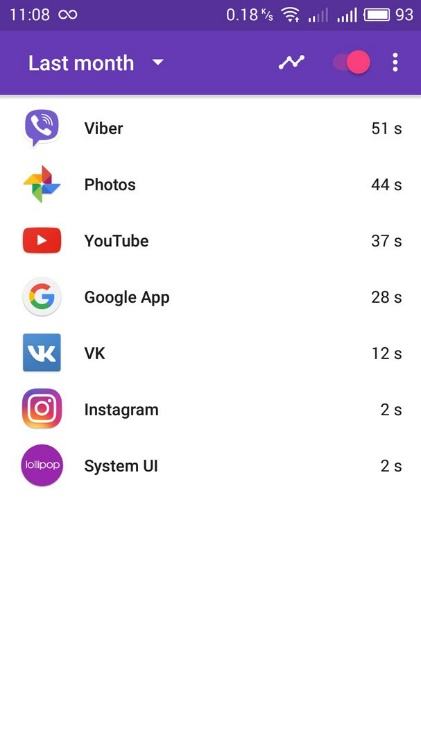 11:08 0.18 K/s 93
Last month
Viber 51 s
Photos 44 s
YouTube 37 s
Google App 28 s
VK 12 s
Instagram 2 s
lollipop System UI 2 s